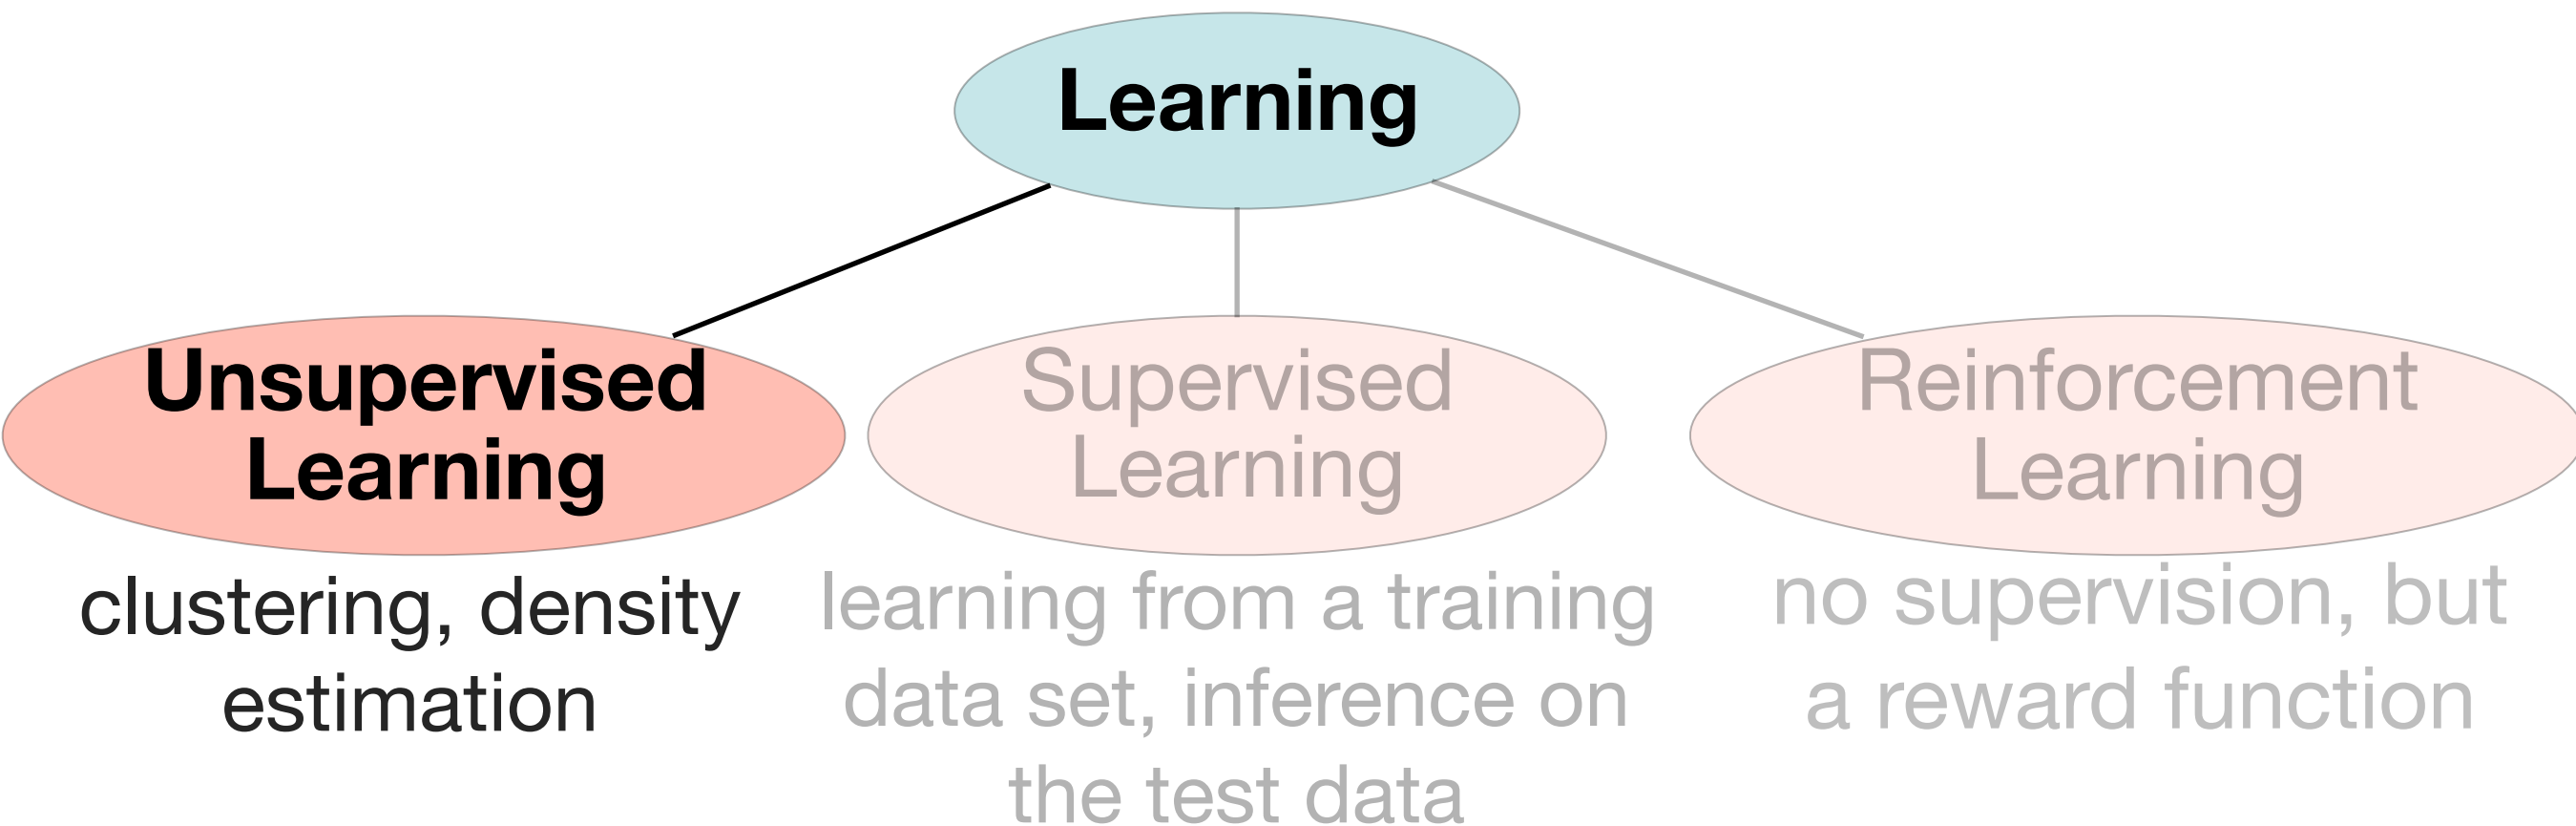 Learning
Unsupervised
Learning
clustering, density
estimation
Supervised
Learning
learning from a training
data set, inference on
the test data
Reinforcement
Learning
no supervision, but
a reward function